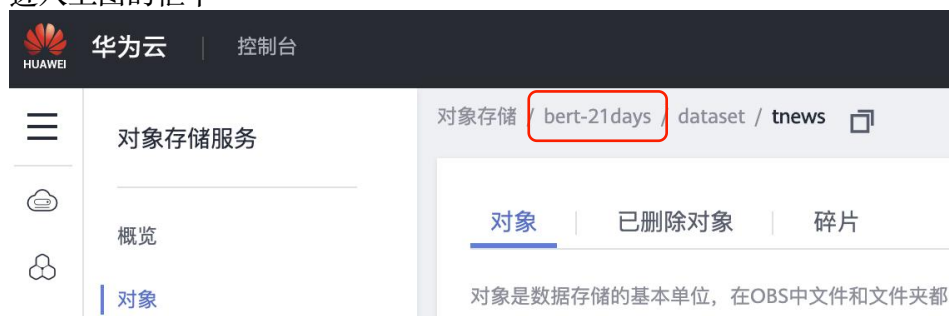 HUAWEI 华为云 | 控制台
对象存储 / bert-21days / dataset / tnews
对象存储服务
对象 | 已删除对象 | 碎片
概览
对象
对象是数据存储的基本单位，在OBS中文件和文件夹都